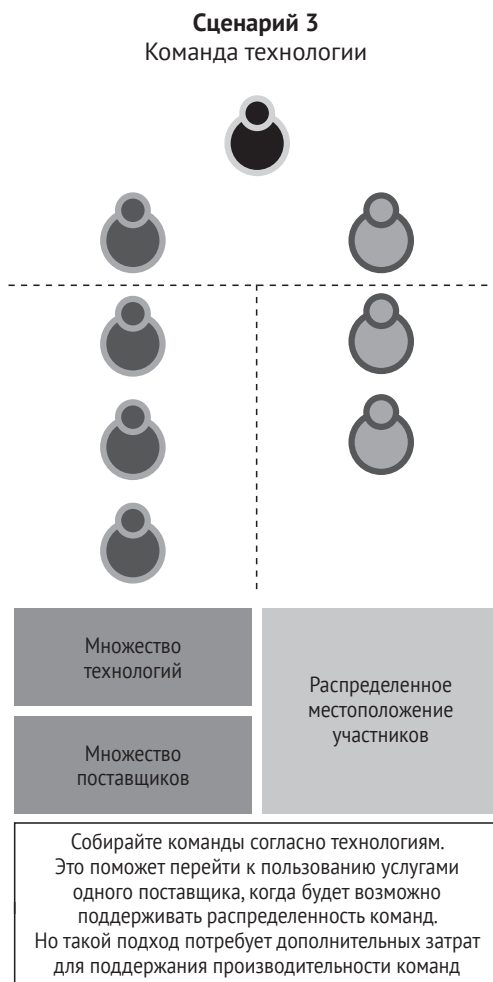 Сценарий 3
Команда технологии
Множество
технологий
Множество
поставщиков
Распределенное
местоположение
участников
Собирайте команды согласно технологиям.
Это поможет перейти к пользованию услугами
одного поставщика, когда будет возможно
поддерживать распределенность команд.
Но такой подход потребует дополнительных затрат
для поддержания производительности команд